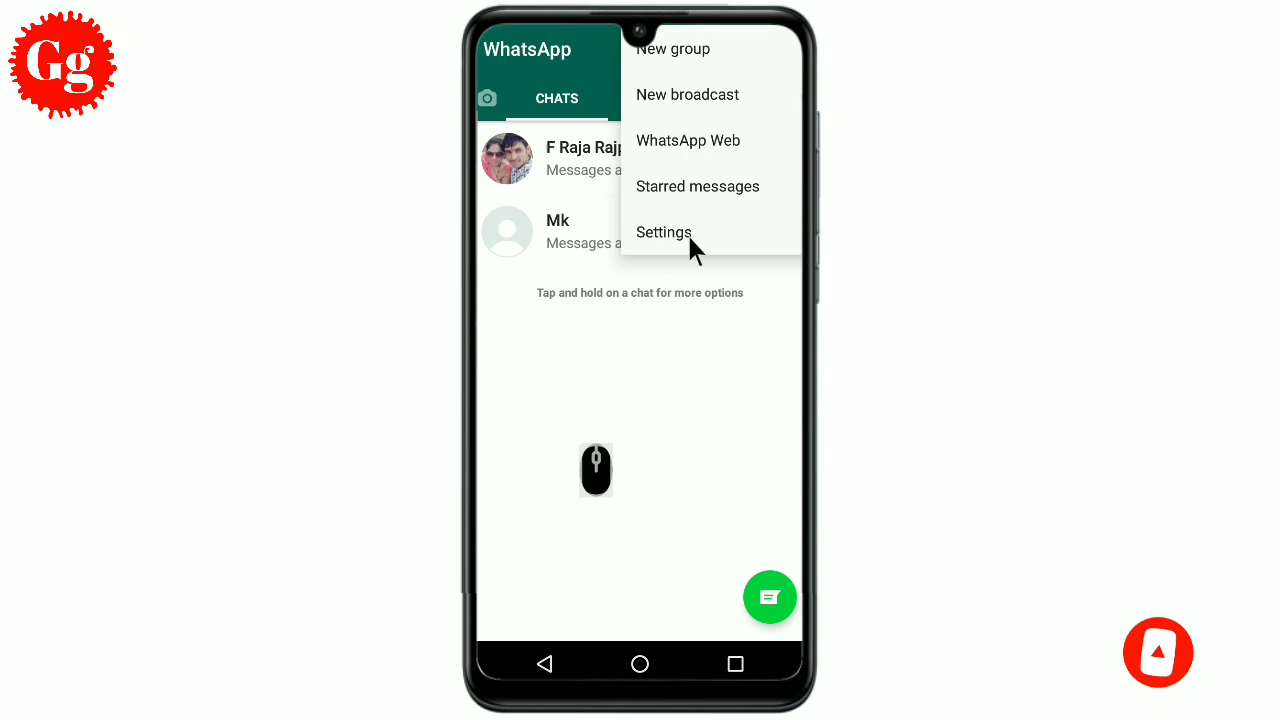 Gg
WhatsApp
New group
CHATS
New broadcast
F Raja Rajp
Messages a
WhatsApp Web
Starred messages
Mk
Messages a
Settings
Tap and hold on a chat for more options